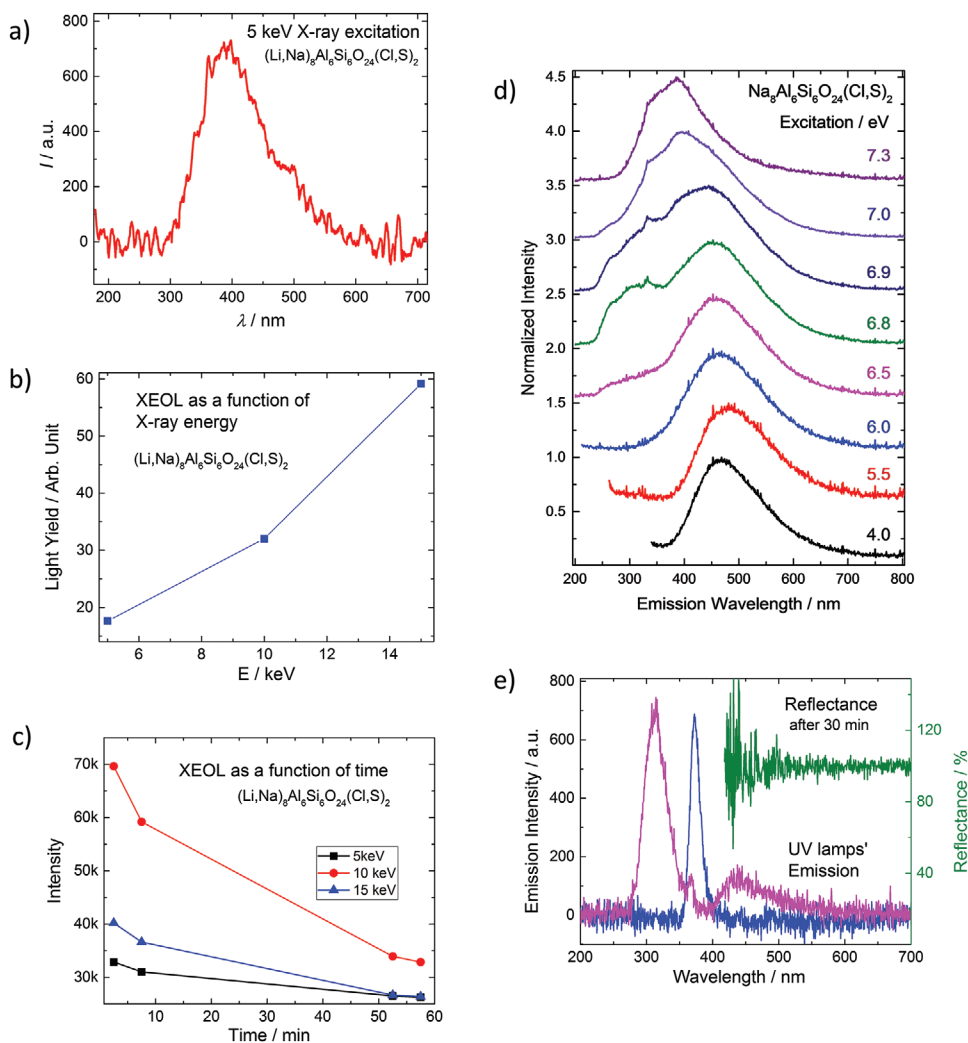 a)
5 keV X-ray excitation
(Li,Na)₈Al₆Si₆O₂₄(Cl,S)₂
I / a.u.
800
600
400
200
0
200 300 400 500 600 700
λ / nm
b)
XEOL as a function of
X-ray energy
(Li,Na)₈Al₆Si₆O₂₄(Cl,S)₂
Light Yield / Arb. Unit
60
50
40
30
20
6 8 10 12 14
E / keV
c)
XEOL as a function of time
(Li,Na)₈Al₆Si₆O₂₄(Cl,S)₂
5keV
10 keV
15 keV
Intensity
70k
60k
50k
40k
30k
10 20 30 40 50 60
Time / min
d)
Na₈Al₆Si₆O₂₄(Cl,S)₂
Excitation / eV
7.3
7.0
6.9
6.8
6.5
6.0
5.5
4.0
Normalized Intensity
4.5
4.0
3.5
3.0
2.5
2.0
1.5
1.0
0.5
200 300 400 500 600 700 800
Emission Wavelength / nm
e)
Reflectance
after 30 min
UV lamps'
Emission
Emission Intensity / a.u.
800
600
400
200
0
120
80
40
Reflectance / %
200 300 400 500 600 700
Wavelength / nm